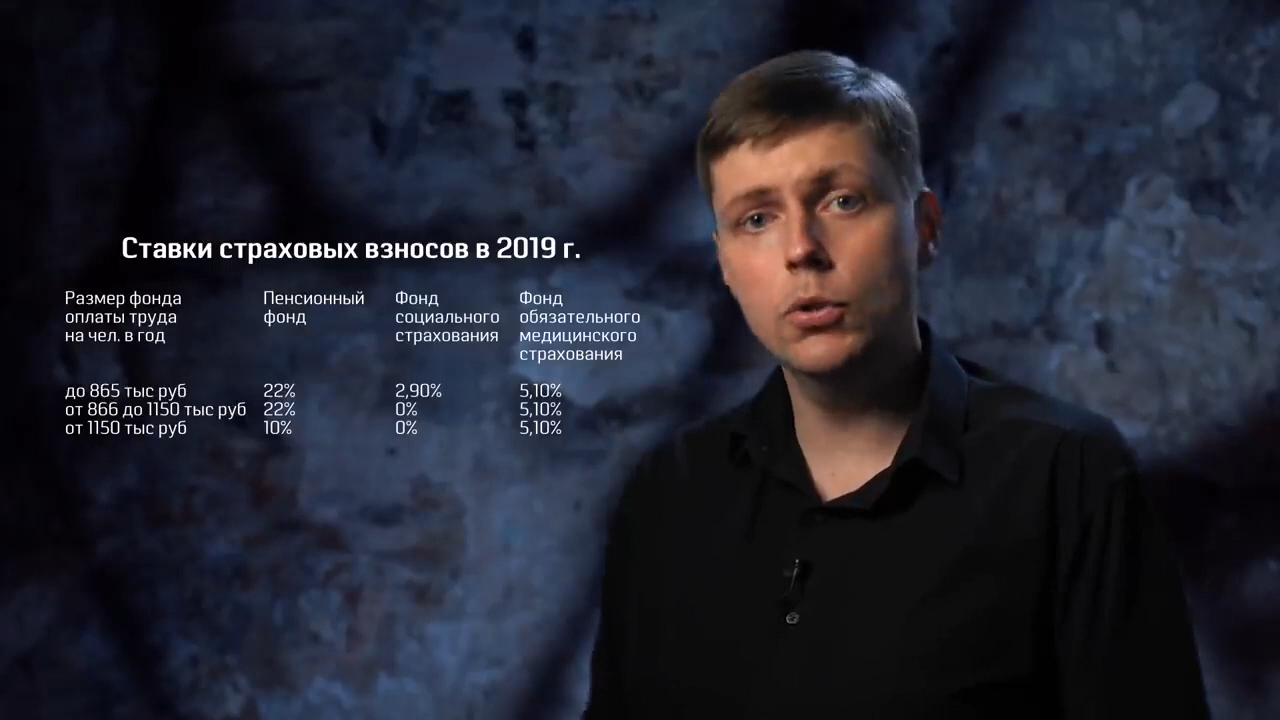 Ставки страховых взносов в 2019 г.
Размер фонда оплаты труда на чел. в год
Пенсионный фонд
Фонд социального страхования
Фонд обязательного медицинского страхования
до 865 тыс руб 22% 2,90% 5,10%
от 866 до 1150 тыс руб 22% 0% 5,10%
от 1150 тыс руб 10% 0% 5,10%